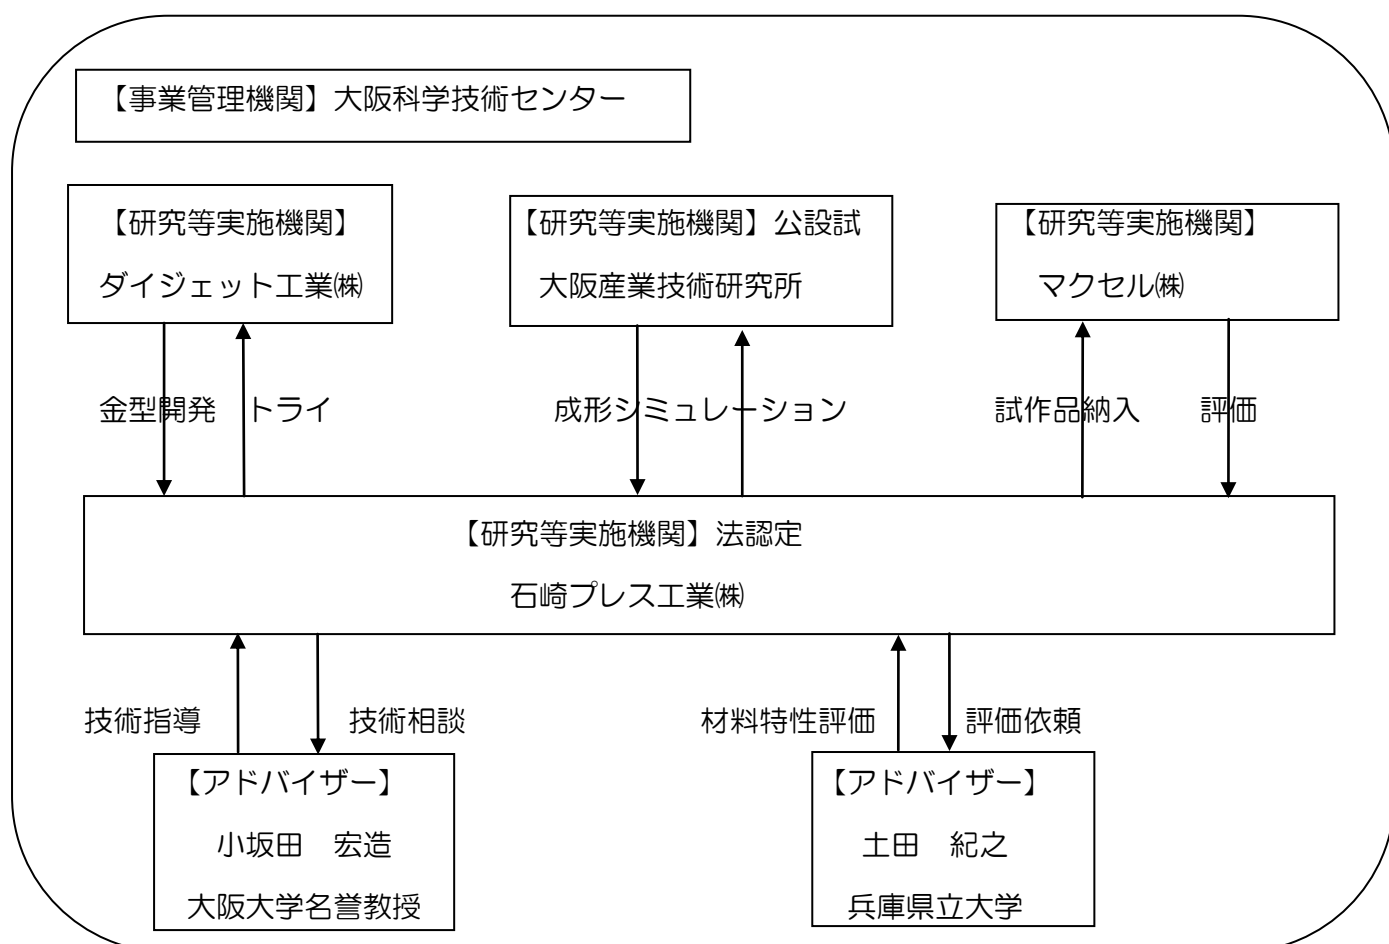 【事業管理機関】大阪科学技術センター
【研究等実施機関】
ダイジェット工業㈱
【研究等実施機関】公設試
大阪産業技術研究所
【研究等実施機関】
マクセル㈱
金型開発
トライ
成形シミュレーション
試作品納入
評価
【研究等実施機関】法認定
石崎プレス工業㈱
技術指導
技術相談
材料特性評価
評価依頼
【アドバイザー】
小坂田　宏造
大阪大学名誉教授
【アドバイザー】
土田　紀之
兵庫県立大学